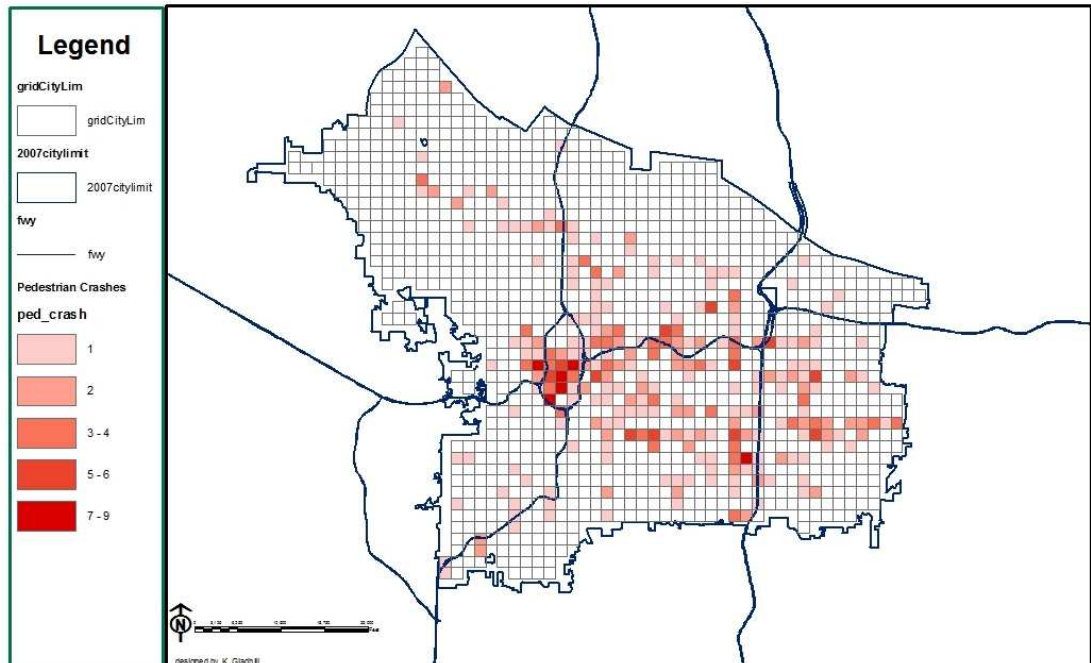 Legend
gridCityLim
gridCityLim
2007citylimit
2007citylimit
fwy
fwy
Pedestrian Crashes
ped_crash
1
2
3 - 4
5 - 6
7 - 9
N
designed by K. Gladhill